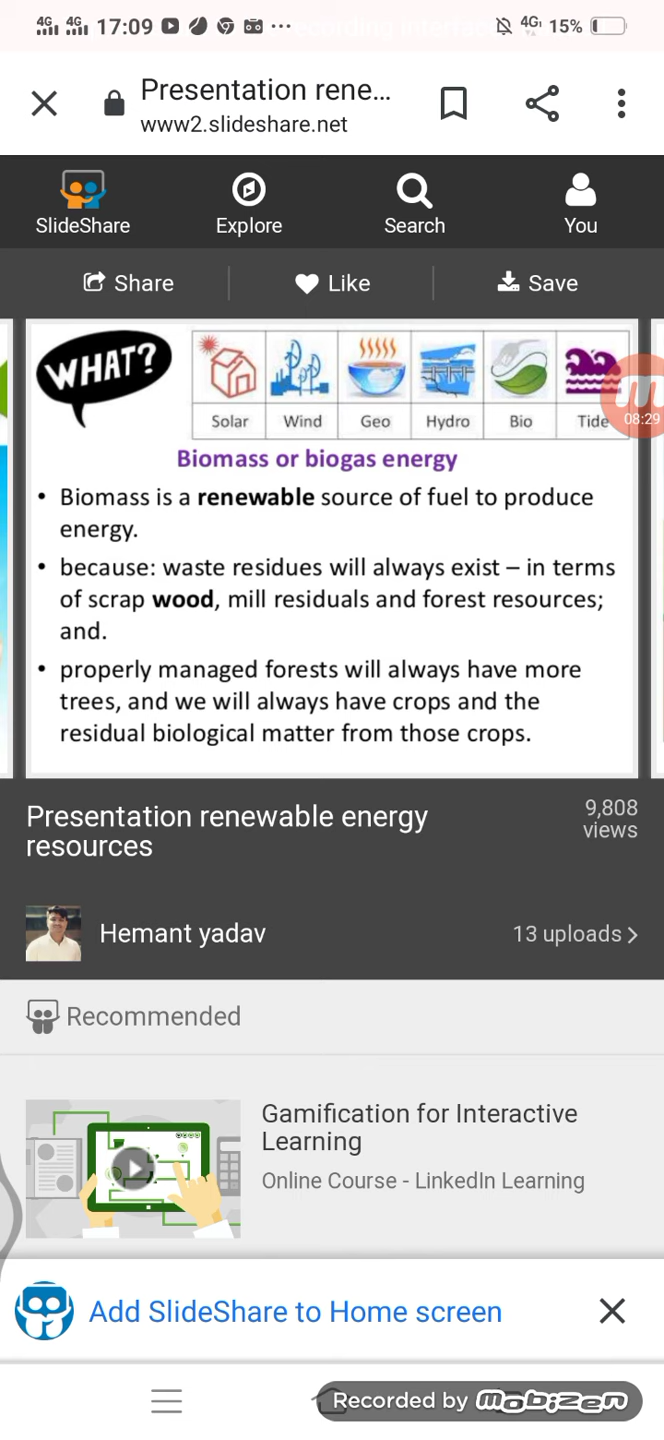 4G 4G 17:09 4G 15%
Presentation rene...
www2.slideshare.net
SlideShare Explore Search You
Share Like Save
WHAT?
Solar Wind Geo Hydro Bio Tide
08:29
Biomass or biogas energy
• Biomass is a renewable source of fuel to produce
energy.
• because: waste residues will always exist – in terms
of scrap wood, mill residuals and forest resources;
and.
• properly managed forests will always have more
trees, and we will always have crops and the
residual biological matter from those crops.
Presentation renewable energy
resources
9,808
views
Hemant yadav
13 uploads
Recommended
Gamification for Interactive
Learning
Online Course - LinkedIn Learning
Add SlideShare to Home screen
Recorded by mobizen